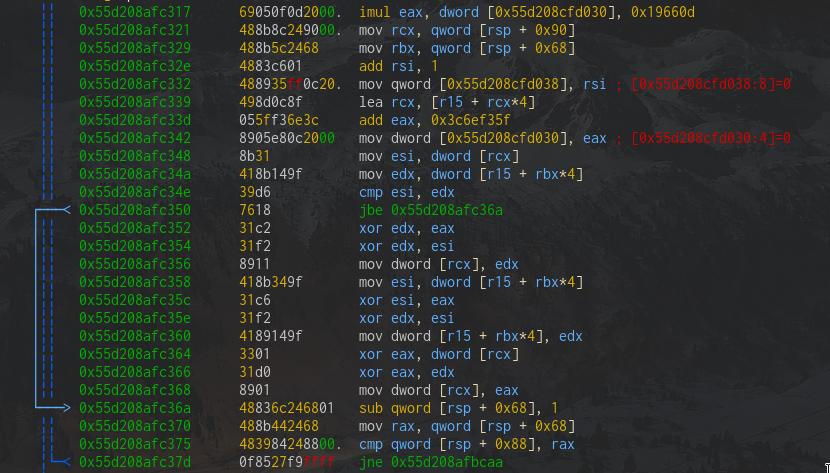 0x55d208afc317 69050f0d2000. imul eax, dword [0x55d208cfd030], 0x19660d
0x55d208afc321 488b8c249000. mov rcx, qword [rsp + 0x90]
0x55d208afc329 488b5c2468 mov rbx, qword [rsp + 0x68]
0x55d208afc32e 4883c601 add rsi, 1
0x55d208afc332 488935ff0c20. mov qword [0x55d208cfd038], rsi ; [0x55d208cfd038:8]=0
0x55d208afc339 498d0c8f lea rcx, [r15 + rcx*4]
0x55d208afc33d 055ff36e3c add eax, 0x3c6ef35f
0x55d208afc342 8905e80c2000 mov dword [0x55d208cfd030], eax ; [0x55d208cfd030:4]=0
0x55d208afc348 8b31 mov esi, dword [rcx]
0x55d208afc34a 418b149f mov edx, dword [r15 + rbx*4]
0x55d208afc34e 39d6 cmp esi, edx
0x55d208afc350 7618 jbe 0x55d208afc36a
0x55d208afc352 31c2 xor edx, eax
0x55d208afc354 31f2 xor edx, esi
0x55d208afc356 8911 mov dword [rcx], edx
0x55d208afc358 418b349f mov esi, dword [r15 + rbx*4]
0x55d208afc35c 31c6 xor esi, eax
0x55d208afc35e 31f2 xor edx, esi
0x55d208afc360 4189149f mov dword [r15 + rbx*4], edx
0x55d208afc364 3301 xor eax, dword [rcx]
0x55d208afc366 31d0 xor eax, edx
0x55d208afc368 8901 mov dword [rcx], eax
0x55d208afc36a 48836c246801 sub qword [rsp + 0x68], 1
0x55d208afc370 488b442468 mov rax, qword [rsp + 0x68]
0x55d208afc375 483984248800. cmp qword [rsp + 0x88], rax
0x55d208afc37d 0f8527f9ffff jne 0x55d208afbcaa